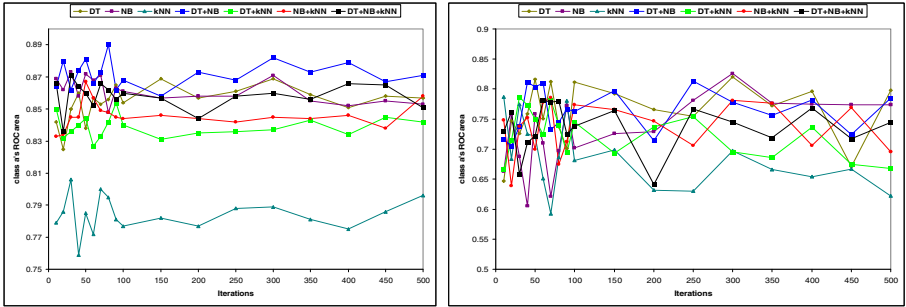 DT NB kNN DT+NB DT+kNN NB+kNN DT+NB+kNN
0.89
0.87
0.85
0.83
0.81
0.79
0.77
0.75
class a's ROCarea
0 50 100 150 200 250 300 350 400 450 500
Iterations
DT NB kNN DT+NB DT+kNN NB+kNN DT+NB+kNN
0.9
0.85
0.8
0.75
0.7
0.65
0.6
0.55
0.5
class a's ROCarea
0 50 100 150 200 250 300 350 400 450 500
Iterations